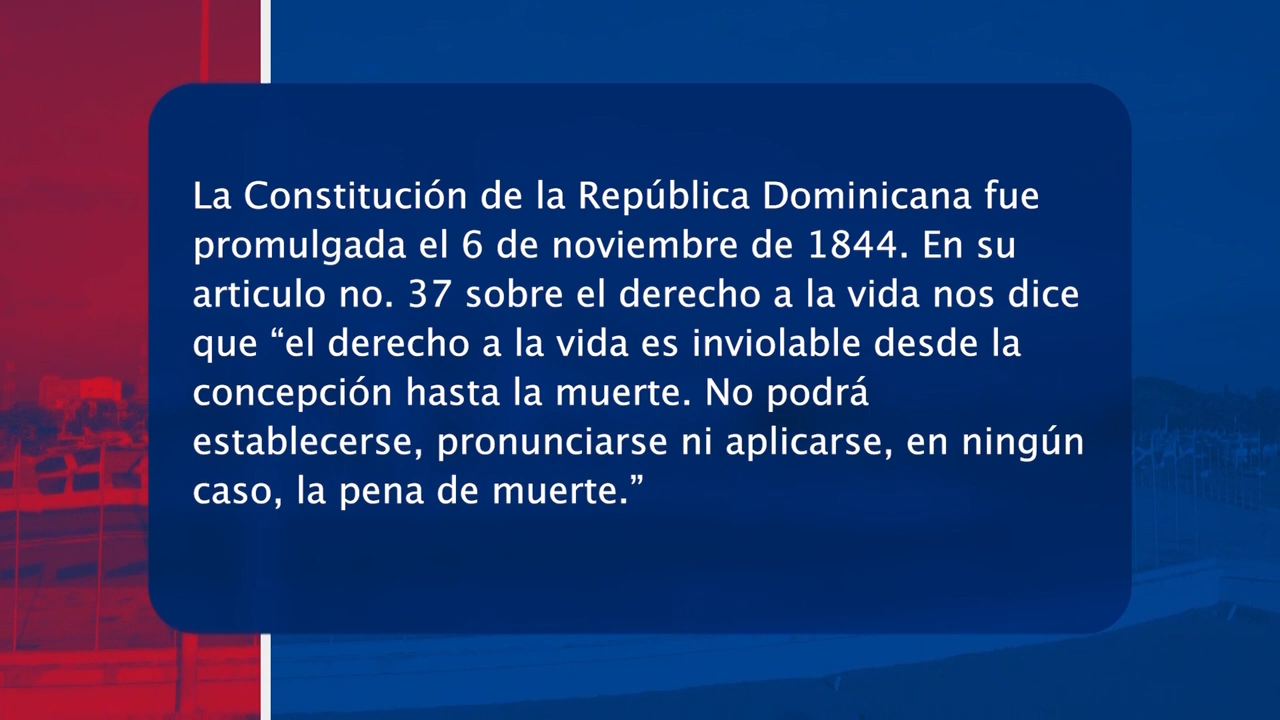 La Constitución de la República Dominicana fue
promulgada el 6 de noviembre de 1844. En su
articulo no. 37 sobre el derecho a la vida nos dice
que “el derecho a la vida es inviolable desde la
concepción hasta la muerte. No podrá
establecerse, pronunciarse ni aplicarse, en ningún
caso, la pena de muerte.”